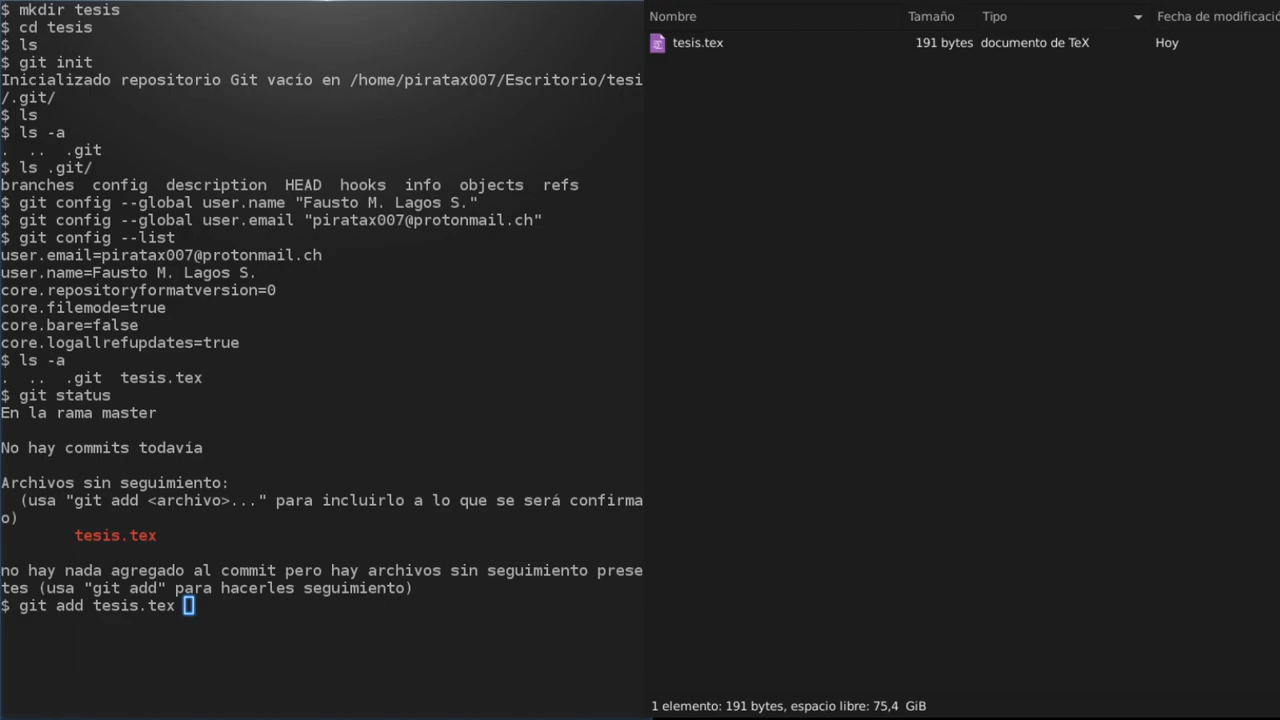 $ mkdir tesis
$ cd tesis
$ ls
$ git init
Inicializado repositorio Git vacío en /home/piratax007/Escritorio/tesi
/.git/
$ ls
$ ls -a
.  ..  .git
$ ls .git/
branches  config  description  HEAD  hooks  info  objects  refs
$ git config --global user.name "Fausto M. Lagos S."
$ git config --global user.email "piratax007@protonmail.ch"
$ git config --list
user.email=piratax007@protonmail.ch
user.name=Fausto M. Lagos S.
core.repositoryformatversion=0
core.filemode=true
core.bare=false
core.logallrefupdates=true
$ ls -a
.  ..  .git  tesis.tex
$ git status
En la rama master
No hay commits todavía
Archivos sin seguimiento:
(usa "git add <archivo>..." para incluirlo a lo que se será confirma
o)
tesis.tex
no hay nada agregado al commit pero hay archivos sin seguimiento prese
tes (usa "git add" para hacerles seguimiento)
$ git add tesis.tex
Nombre Tamaño Tipo Fecha de modificació
tesis.tex 191 bytes documento de TeX Hoy
1 elemento: 191 bytes, espacio libre: 75,4 GiB